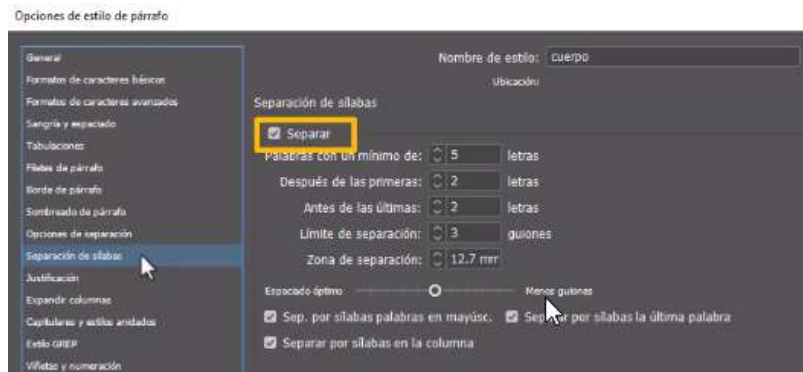 Opciones de estilo de párrafo
General
Formatos de caracteres básicos
Formatos de caracteres avanzados
Sangría y espaciado
Tabulaciones
Filetes de párrafo
Borde de párrafo
Sombreado de párrafo
Opciones de separación
Separación de sílabas
Justificación
Expandir columnas
Capitulares y estilos anidados
Estilo GREP
Viñetas y numeración
Nombre de estilo: cuerpo
Ubicación:
Separación de sílabas
Separar
Palabras con un mínimo de: 5 letras
Después de las primeras: 2 letras
Antes de las últimas: 2 letras
Límite de separación: 3 guiones
Zona de separación: 12,7 mm
Espaciado óptimo Menos guiones
Sep. por sílabas palabras en mayúsc. Separar por sílabas la última palabra
Separar por sílabas en la columna